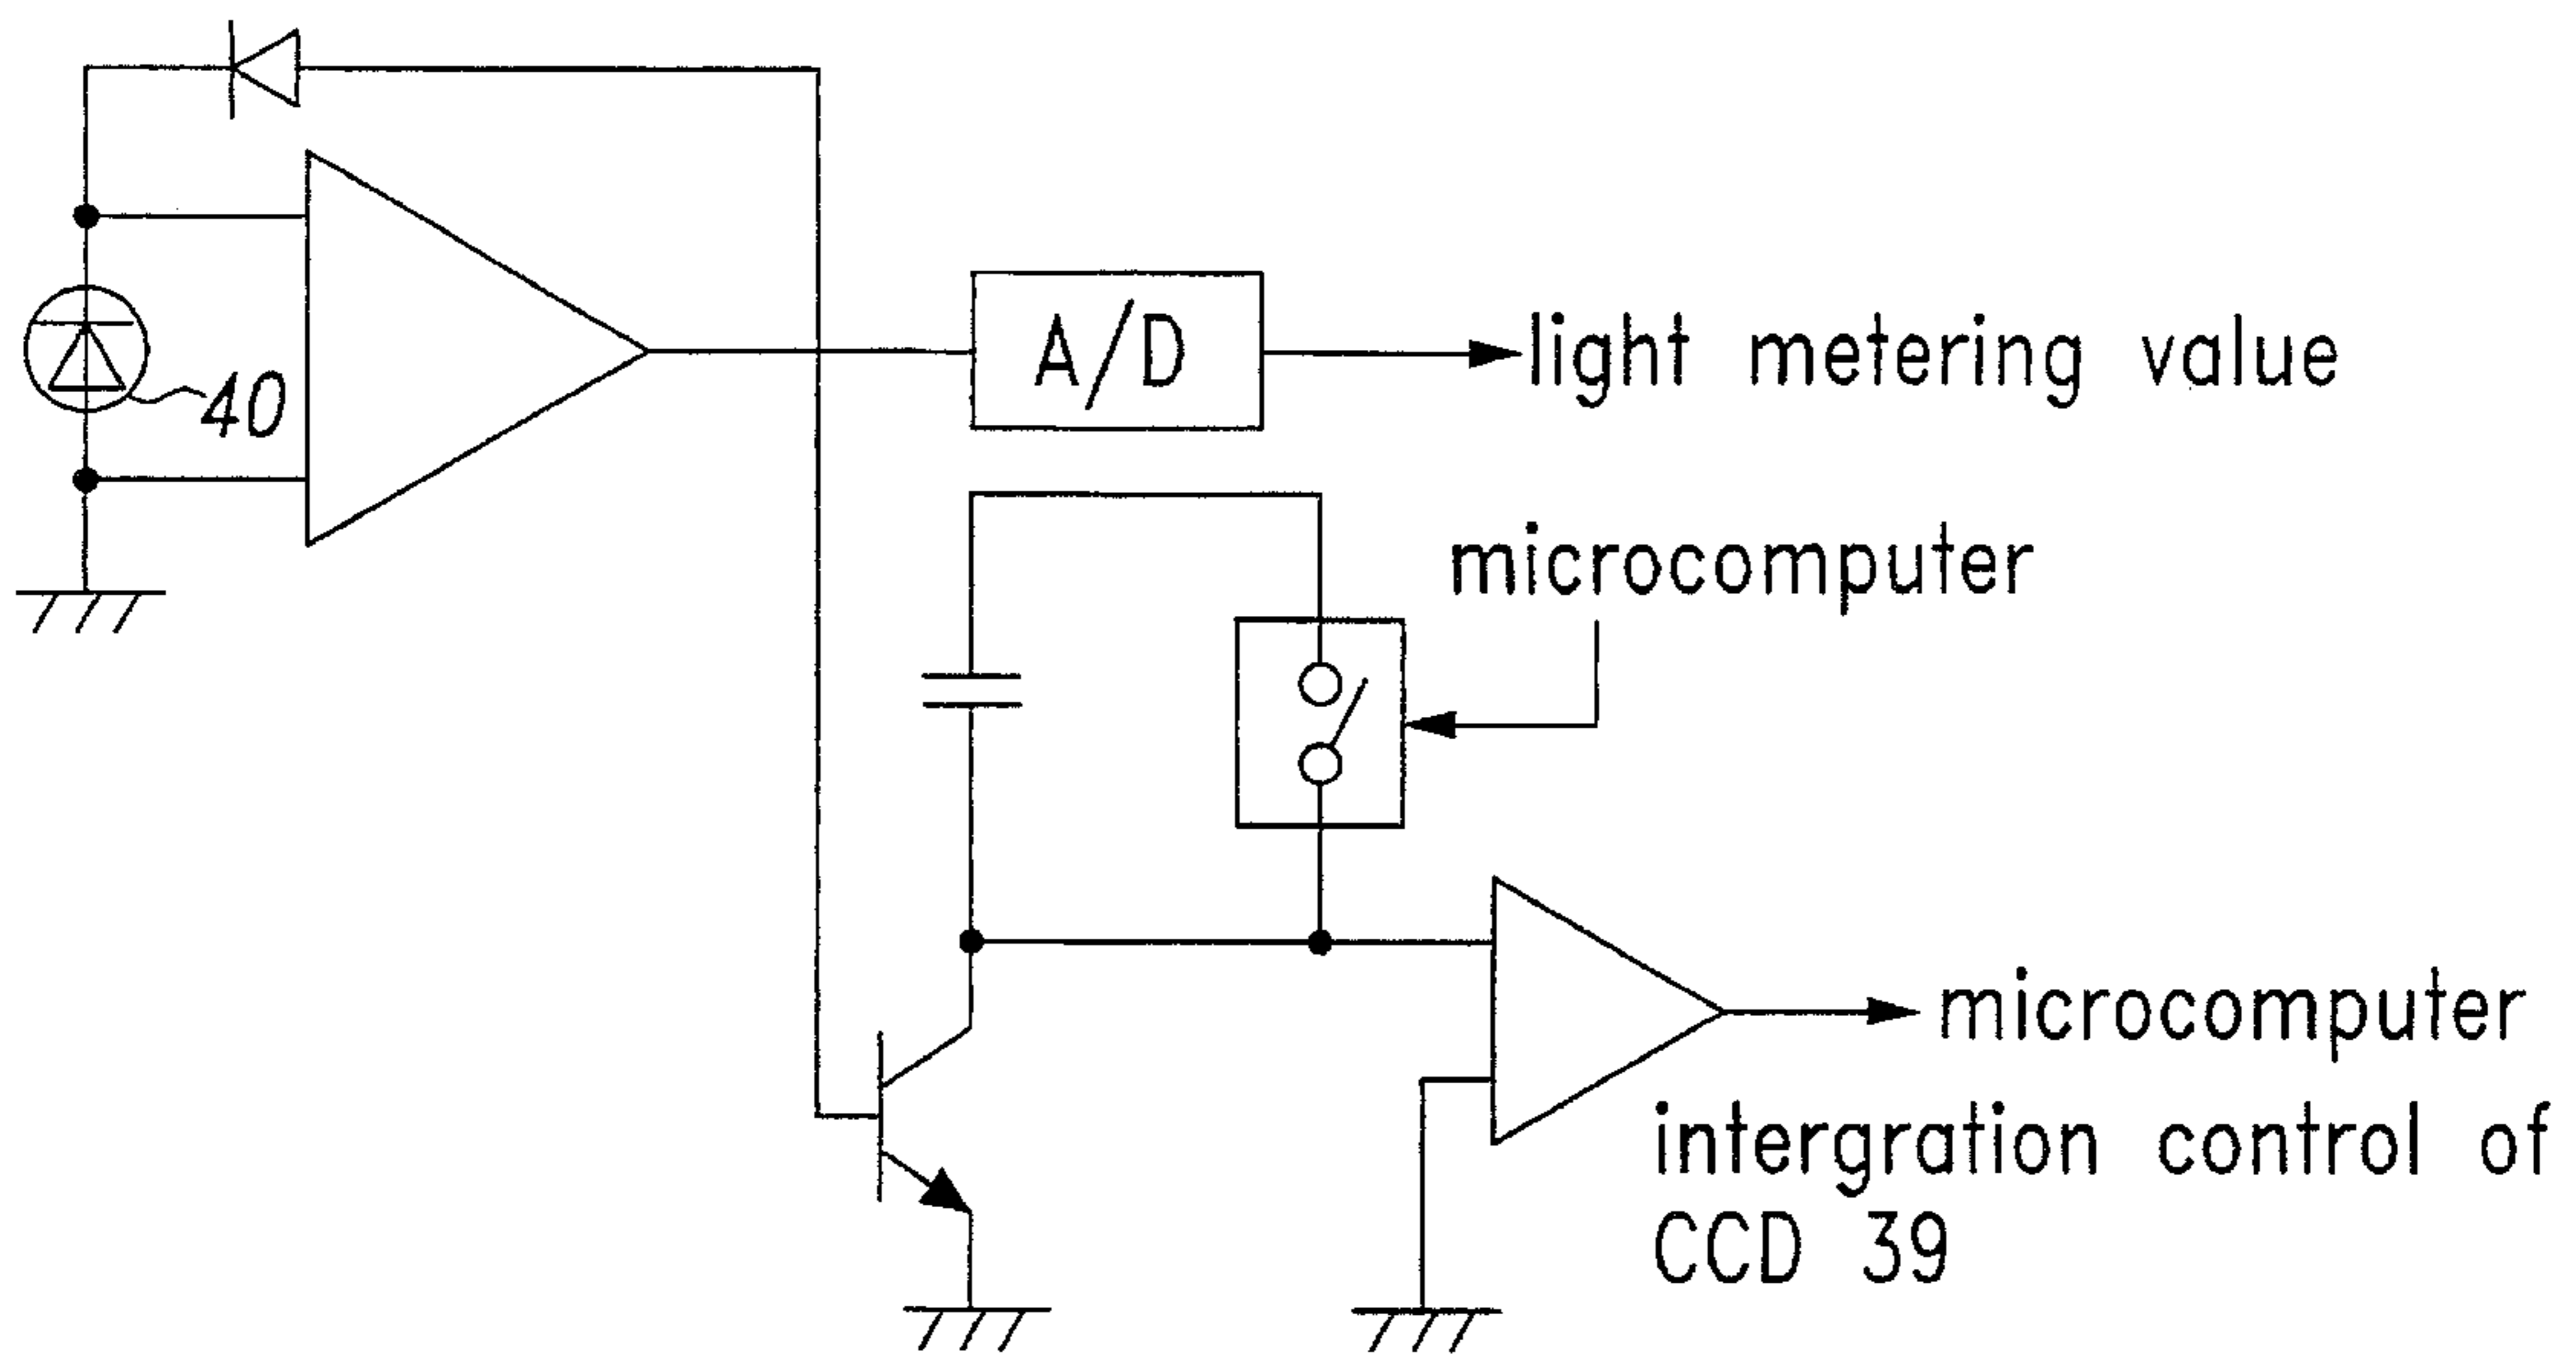 40
A/D
light metering value
microcomputer
microcomputer
intergration control of
CCD 39